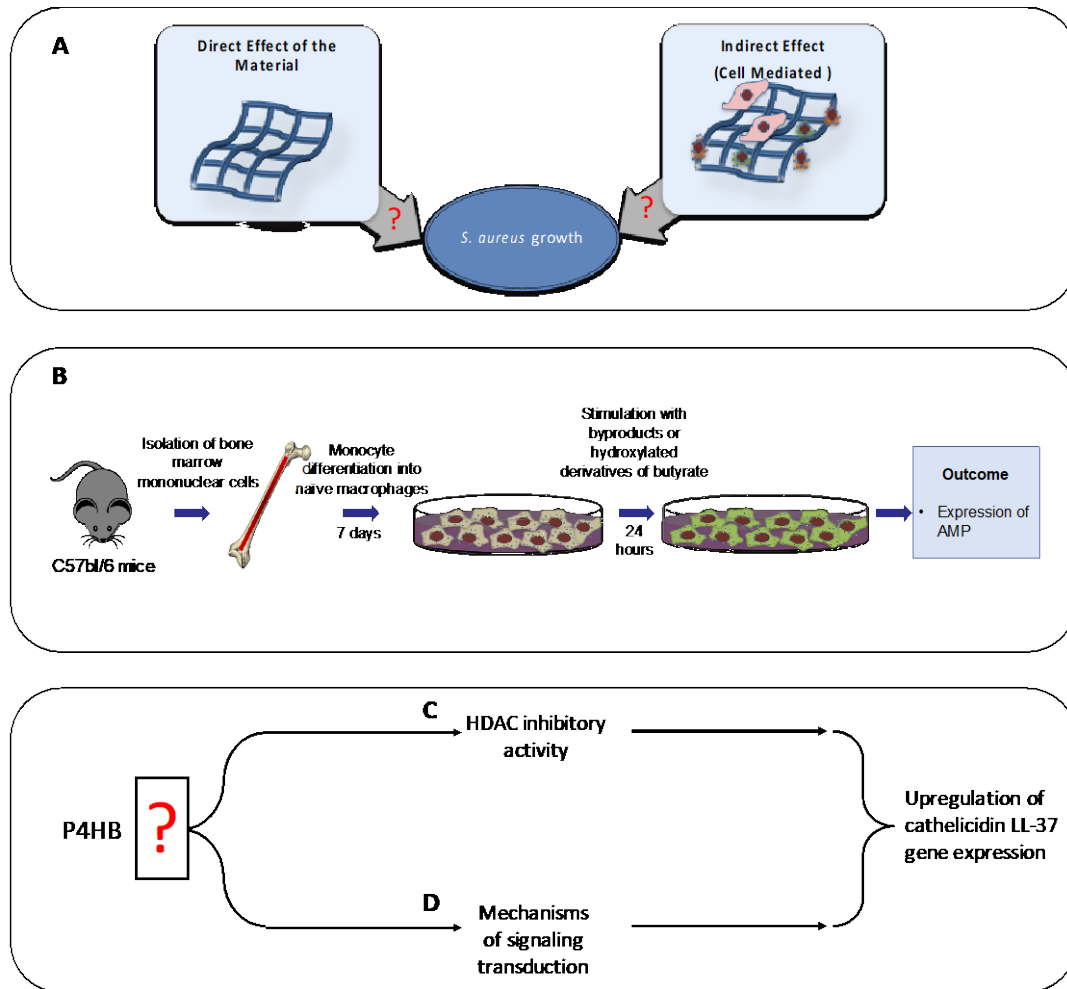 A
Direct Effect of the
Material
Indirect Effect
(Cell Mediated )
?
?
S. aureus growth
B
Isolation of bone
marrow
mononuclear cells
Monocyte
differentiation into
naïve macrophages
7 days
Stimulation with
byproducts or
hydroxylated
derivatives of butyrate
24
hours
Outcome
• Expression of
AMP
C57bl/6 mice
C
HDAC inhibitory
activity
P4HB
?
Upregulation of
cathelicidin LL-37
gene expression
D
Mechanisms
of signaling
transduction